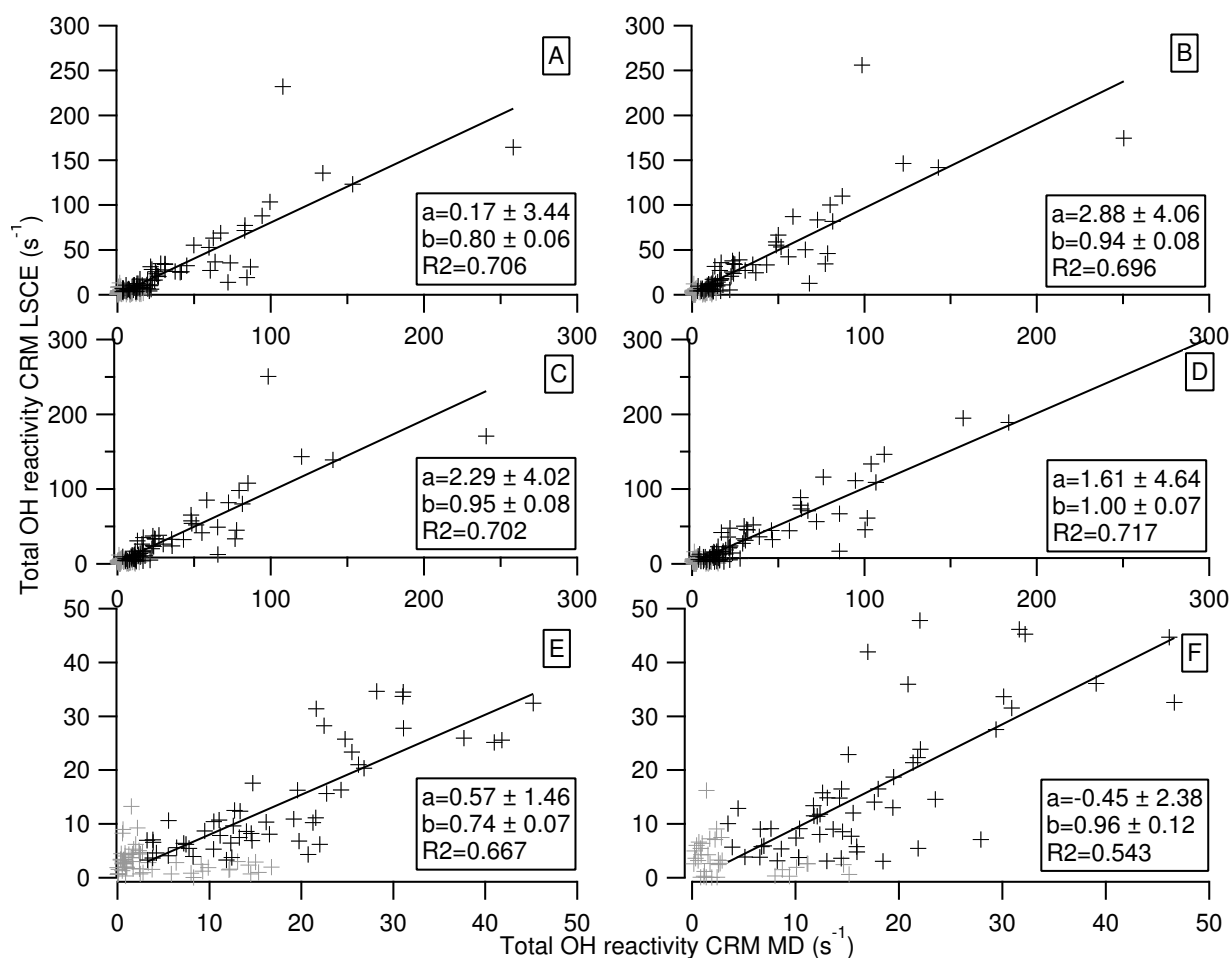 Total OH reactivity CRM LSCE (s⁻¹)
300
250
200
150
100
50
0
A
a=0.17 ± 3.44
b=0.80 ± 0.06
R2=0.706
0 100 200 300
300
250
200
150
100
50
0
B
a=2.88 ± 4.06
b=0.94 ± 0.08
R2=0.696
0 100 200 300
300
200
100
0
C
a=2.29 ± 4.02
b=0.95 ± 0.08
R2=0.702
0 100 200 300
300
200
100
0
D
a=1.61 ± 4.64
b=1.00 ± 0.07
R2=0.717
0 100 200 300
50
40
30
20
10
0
E
a=0.57 ± 1.46
b=0.74 ± 0.07
R2=0.667
0 10 20 30 40 50
50
40
30
20
10
0
F
a=-0.45 ± 2.38
b=0.96 ± 0.12
R2=0.543
0 10 20 30 40 50
Total OH reactivity CRM MD (s⁻¹)